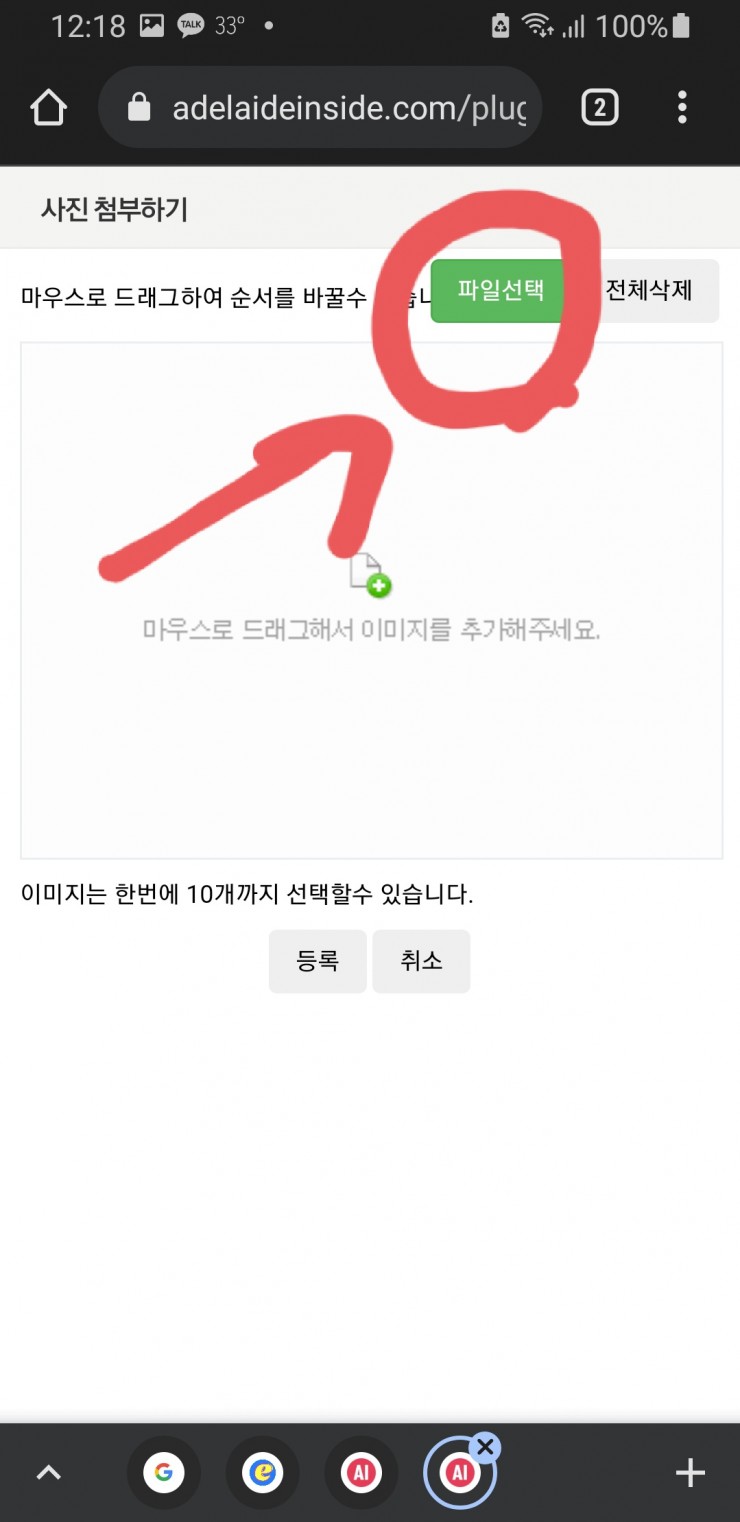 12:18 TALK 33° 100%
adelaideinside.com/plug
2
사진 첨부하기
마우스로 드래그하여 순서를 바꿀수
파일선택
전체삭제
마우스로 드래그해서 이미지를 추가해주세요.
이미지는 한번에 10개까지 선택할수 있습니다.
등록 취소
G e AI AI